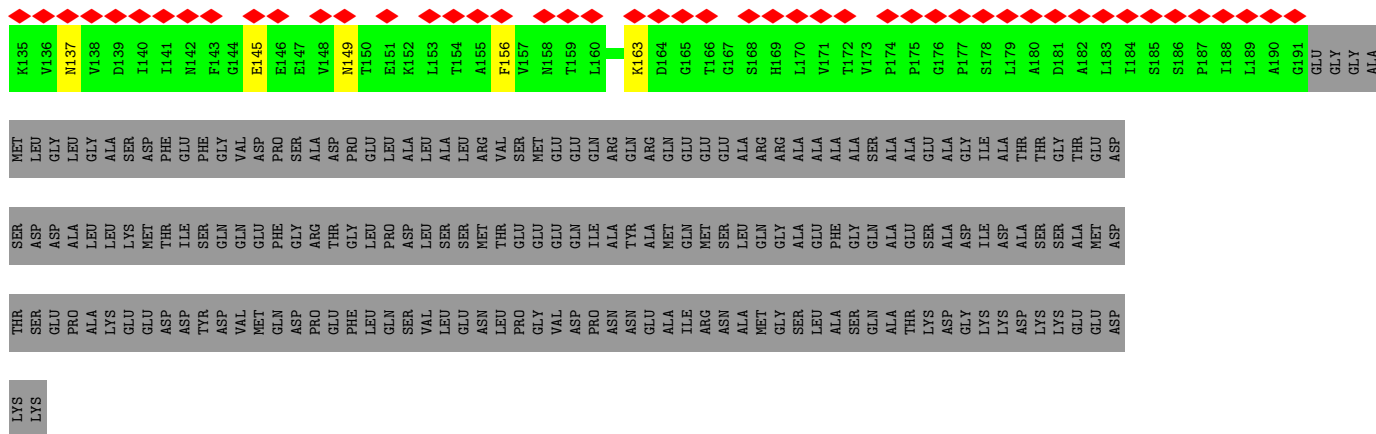 K135 V136 N137 V138 D139 I140 I141 N142 F143 G144 E145 E146 E147 V148 N149 T150 E151 K152 L153 T154 A155 F156 V157 N158 T159 L160 K163 D164 G165 T166 G167 S168 H169 L170 V171 T172 V173 P174 P175 G176 P177 S178 L179 A180 D181 A182 L183 I184 S185 S186 P187 I188 L189 A190 G191 GLU GLY GLY ALA
MET LEU GLY LEU GLY ALA SER ASP PHE GLU PHE GLY VAL ASP PRO SER ALA ASP PRO GLU LEU ALA LEU ALA LEU ARG VAL SER MET GLU GLU GLN ARG GLN ARG GLN GLU GLU GLU ALA ARG ARG ALA ALA ALA ALA SER ALA ALA GLU ALA GLY ILE ALA THR THR GLY THR GLU ASP
SER ASP ASP ALA LEU LEU LYS MET THR ILE SER GLN GLN GLU PHE GLY ARG THR GLY LEU PRO ASP LEU SER SER MET THR GLU GLU GLU GLN ILE ALA TYR ALA MET GLN MET SER LEU GLN GLY ALA GLU PHE GLY GLN ALA GLU SER ALA ASP ILE ASP ALA SER SER ALA MET ASP
THR SER GLU PRO ALA LYS GLU GLU ASP ASP TYR ASP VAL MET GLN ASP PRO GLU PHE LEU GLN SER VAL LEU GLU ASN LEU PRO GLY VAL ASP PRO ASN ASN GLU ALA ILE ARG ASN ALA MET GLY SER LEU ALA SER GLN ALA THR LYS ASP GLY LYS LYS ASP LYS LYS GLU GLU ASP
LYS LYS